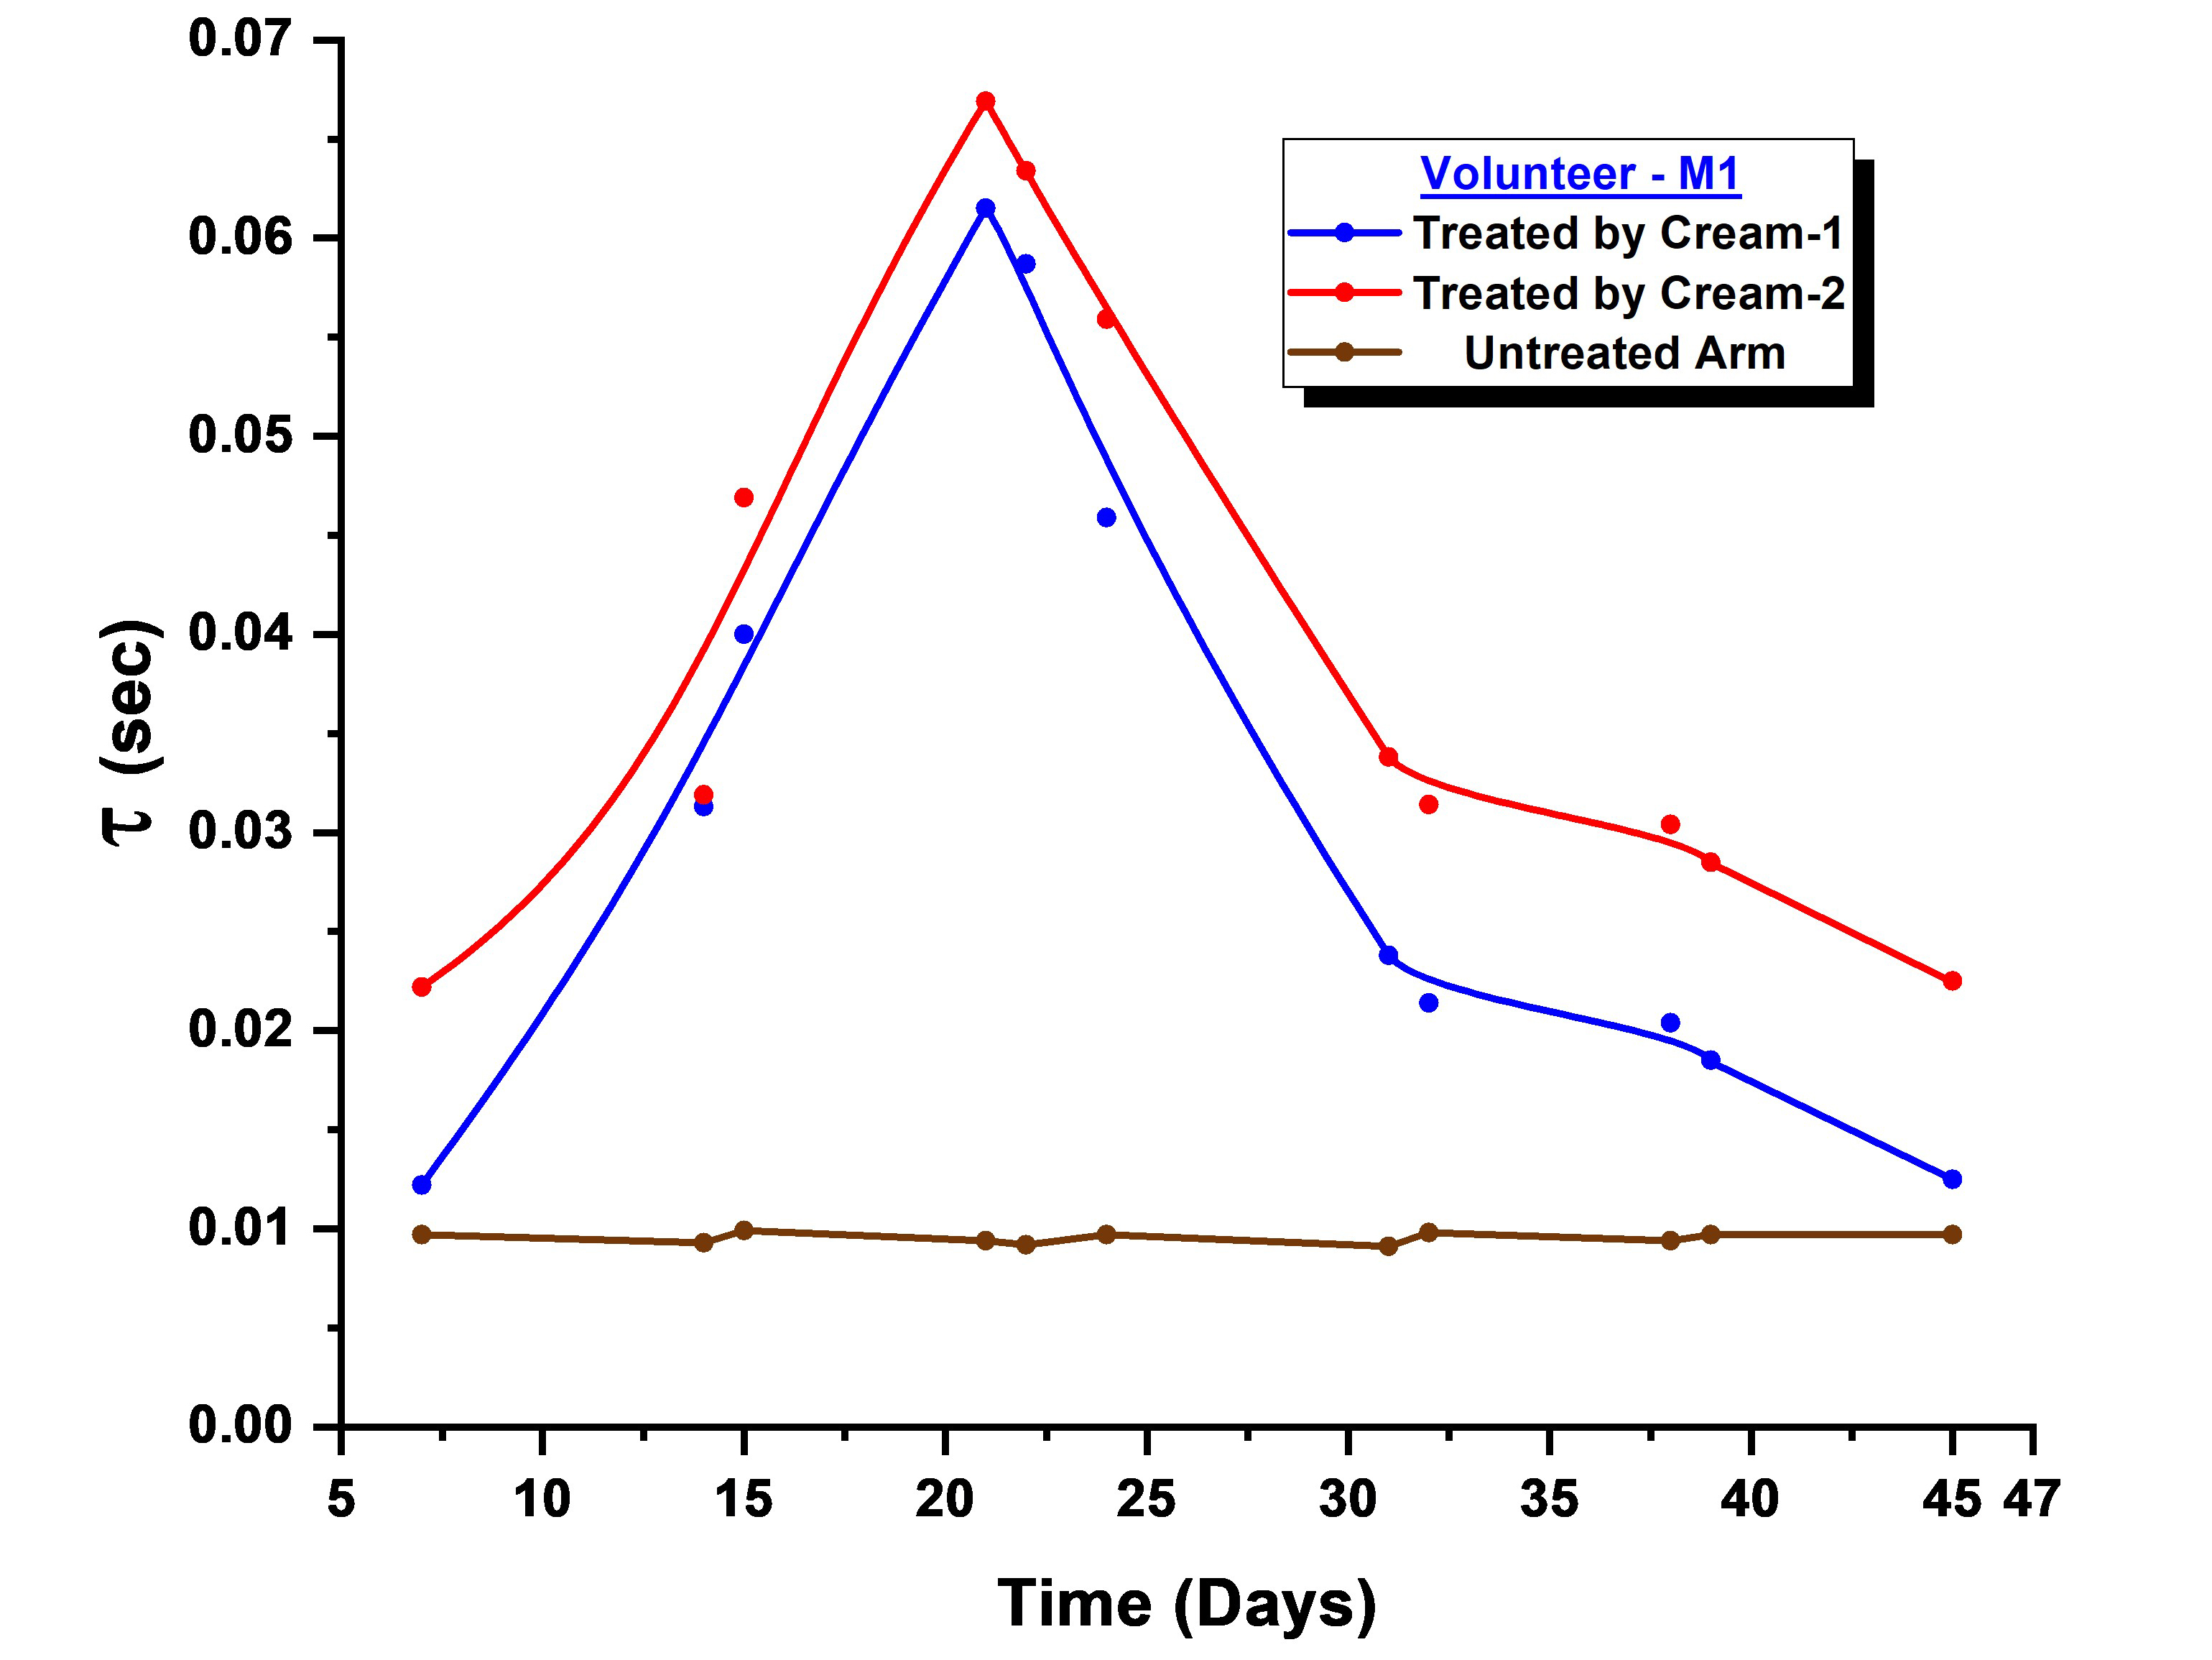 0.07
0.06
0.05
0.04
0.03
0.02
0.01
0.00
τ (sec)
Volunteer - M1
Treated by Cream-1
Treated by Cream-2
Untreated Arm
5 10 15 20 25 30 35 40 45 47
Time (Days)